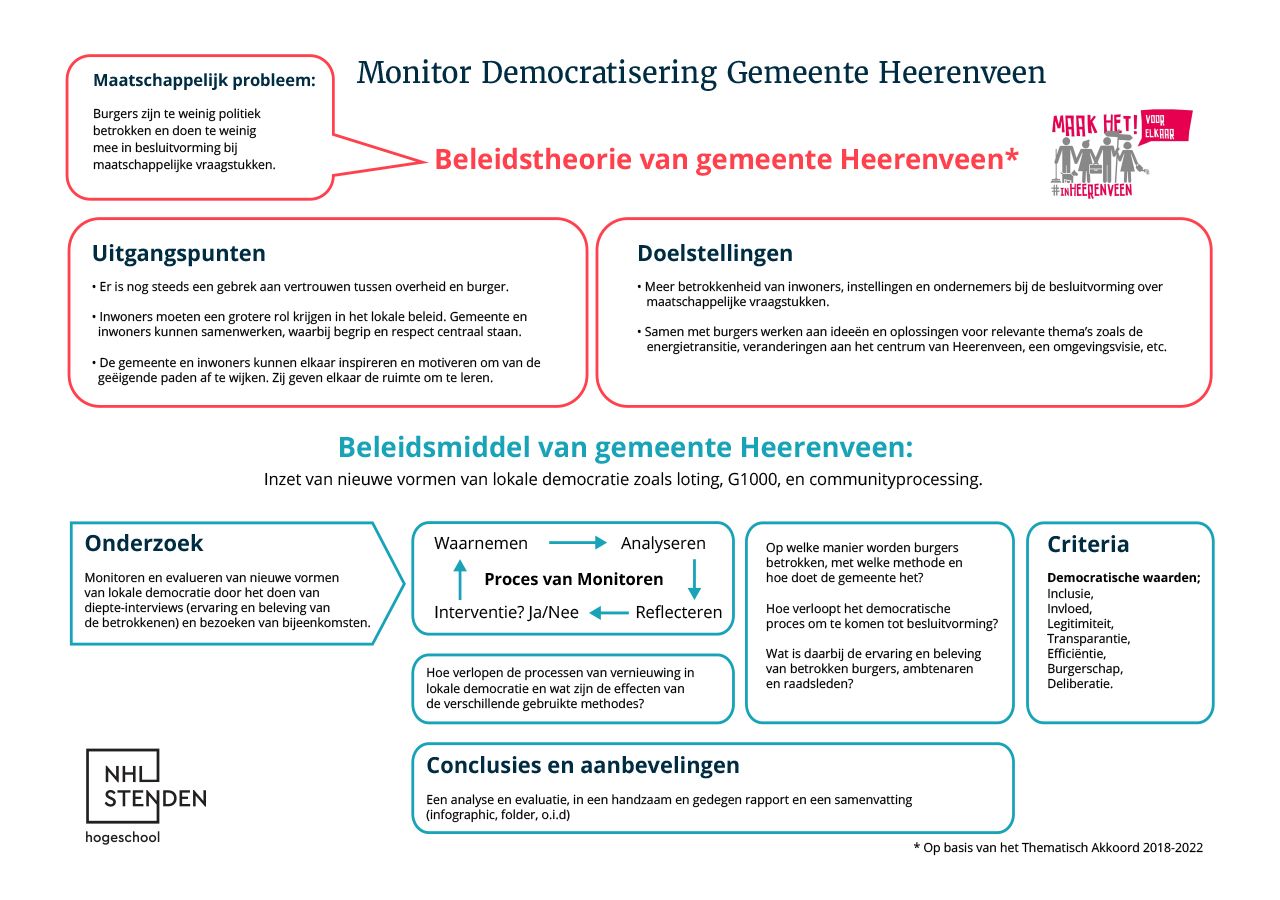 Monitor Democratisering Gemeente Heerenveen
Maatschappelijk probleem:
Burgers zijn te weinig politiek
betrokken en doen te weinig
mee in besluitvorming bij
maatschappelijke vraagstukken.
Beleidstheorie van gemeente Heerenveen*
MAAK HET!
VOOR
ELKAAR
#INHEERENVEEN
Uitgangspunten
• Er is nog steeds een gebrek aan vertrouwen tussen overheid en burger.
• Inwoners moeten een grotere rol krijgen in het lokale beleid. Gemeente en
inwoners kunnen samenwerken, waarbij begrip en respect centraal staan.
• De gemeente en inwoners kunnen elkaar inspireren en motiveren om van de
geëigende paden af te wijken. Zij geven elkaar de ruimte om te leren.
Doelstellingen
• Meer betrokkenheid van inwoners, instellingen en ondernemers bij de besluitvorming over
maatschappelijke vraagstukken.
• Samen met burgers werken aan ideeën en oplossingen voor relevante thema's zoals de
energietransitie, veranderingen aan het centrum van Heerenveen, een omgevingsvisie, etc.
Beleidsmiddel van gemeente Heerenveen:
Inzet van nieuwe vormen van lokale democratie zoals loting, G1000, en communityprocessing.
Onderzoek
Monitoren en evalueren van nieuwe vormen
van lokale democratie door het doen van
diepte-interviews (ervaring en beleving van
de betrokkenen) en bezoeken van bijeenkomsten.
Waarnemen
Analyseren
Proces van Monitoren
Interventie? Ja/Nee
Reflecteren
Hoe verlopen de processen van vernieuwing in
lokale democratie en wat zijn de effecten van
de verschillende gebruikte methodes?
Op welke manier worden burgers
betrokken, met welke methode en
hoe doet de gemeente het?
Hoe verloopt het democratische
proces om te komen tot besluitvorming?
Wat is daarbij de ervaring en beleving
van betrokken burgers, ambtenaren
en raadsleden?
Criteria
Democratische waarden;
Inclusie,
Invloed,
Legitimiteit,
Transparantie,
Efficiëntie,
Burgerschap,
Deliberatie.
Conclusies en aanbevelingen
Een analyse en evaluatie, in een handzaam en gedegen rapport en een samenvatting
(infographic, folder, o.i.d)
NHL
STENDEN
hogeschool
* Op basis van het Thematisch Akkoord 2018-2022